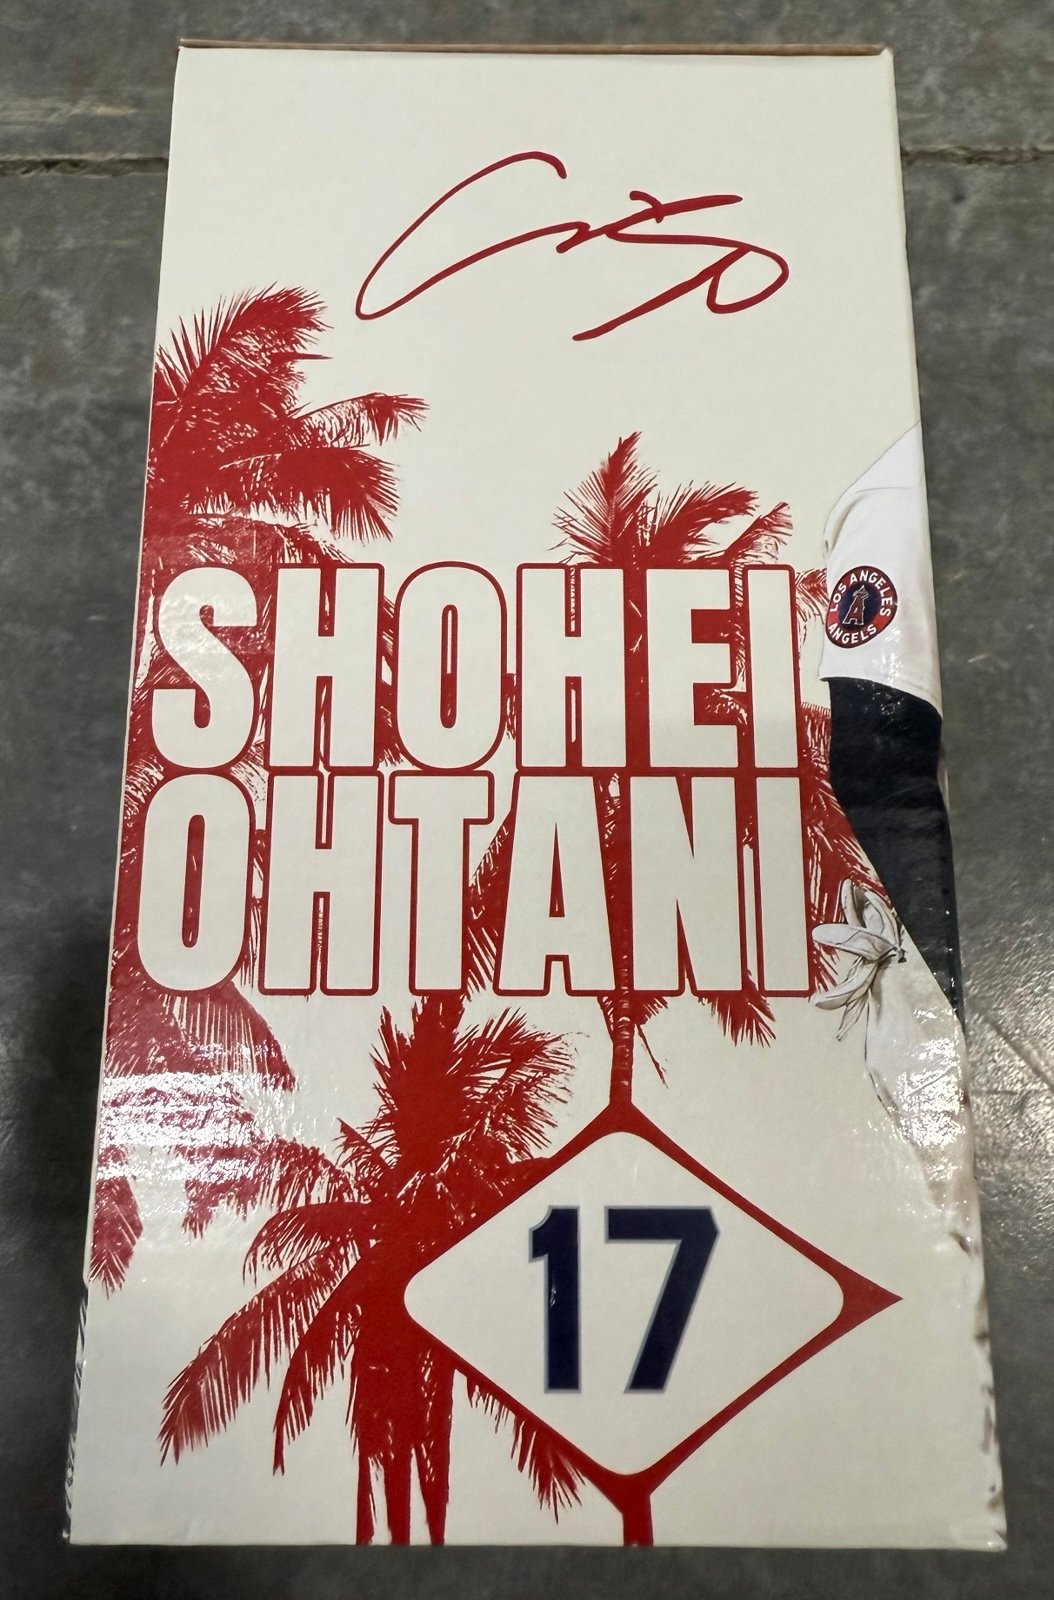 SHOHEI
OHTANI
LOS ANGELES
A
ANGELS
17